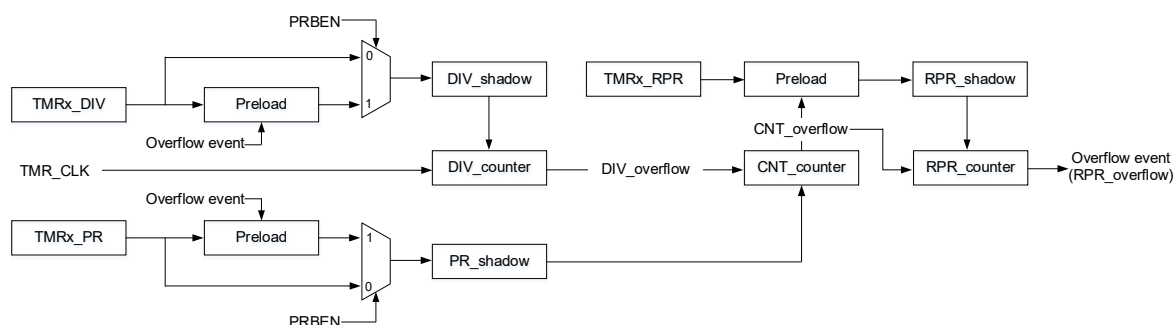 PRBEN
0
DIV_shadow
TMRx_RPR
Preload
RPR_shadow
TMRx_DIV
Preload
1
Overflow event
CNT_overflow
TMR_CLK
DIV_counter
DIV_overflow
CNT_counter
RPR_counter
Overflow event
(RPR_overflow)
Overflow event
TMRx_PR
Preload
1
PR_shadow
0
PRBEN